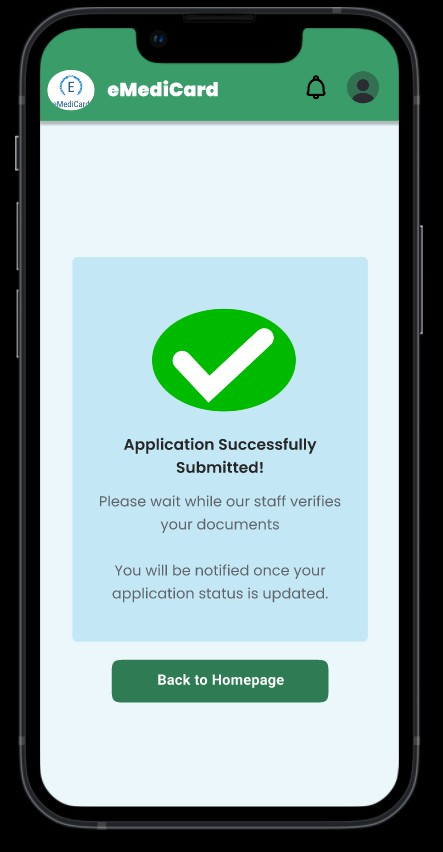 E
eMediCard
eMediCard
Application Successfully
Submitted!
Please wait while our staff verifies
your documents
You will be notified once your
application status is updated.
Back to Homepage